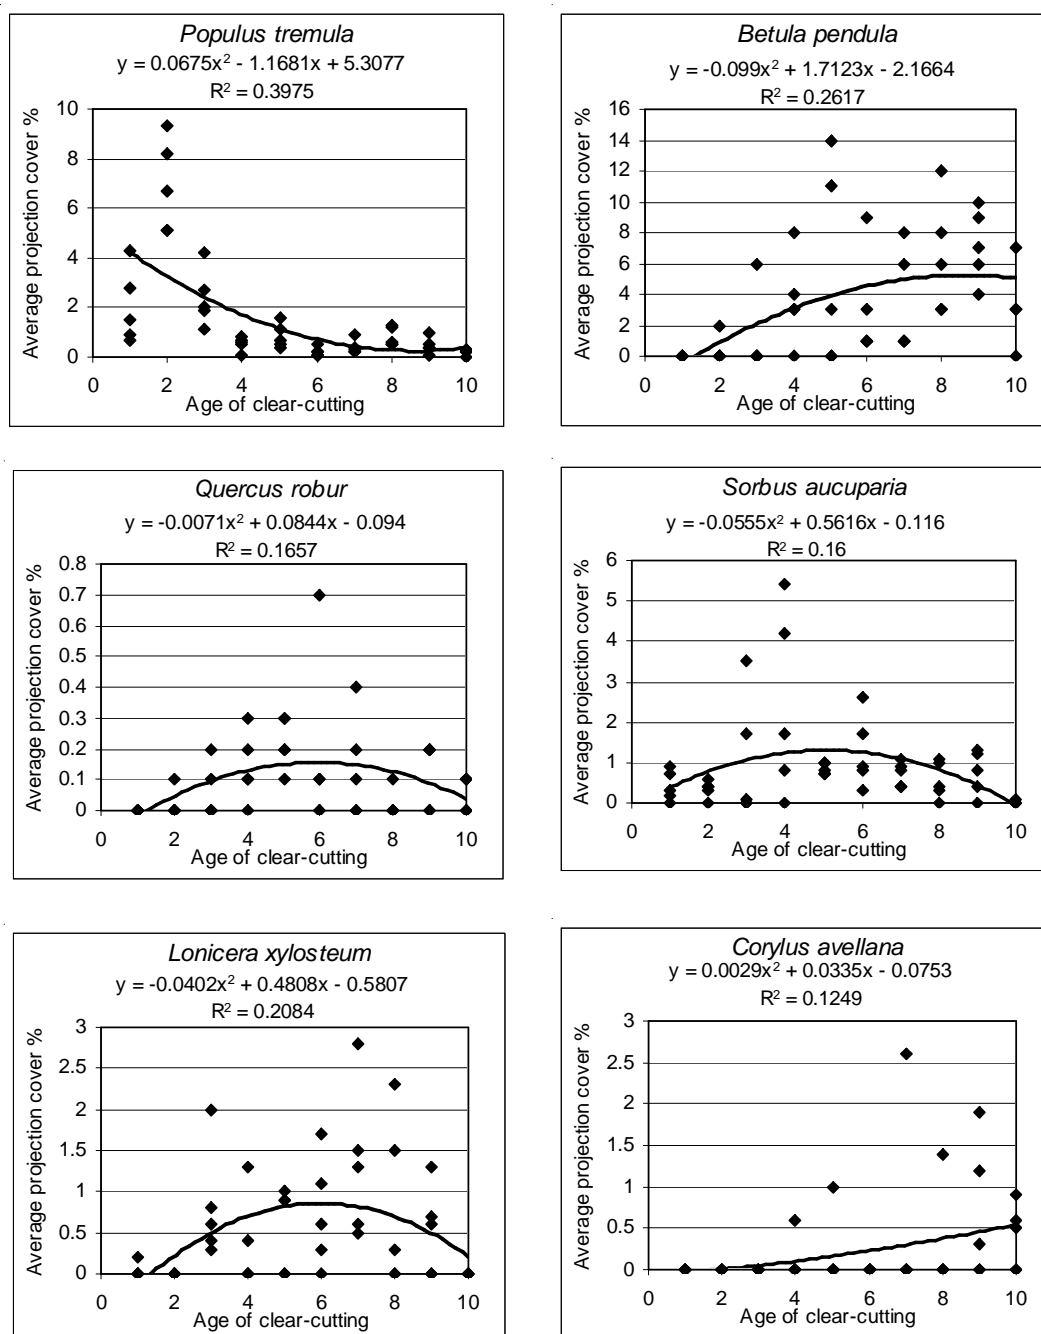 Populus tremula
y = 0.0675x² - 1.1681x + 5.3077
R² = 0.3975
Average projection cover %
10
8
6
4
2
0
0 2 4 6 8 10
Age of clear-cutting
Betula pendula
y = -0.099x² + 1.7123x - 2.1664
R² = 0.2617
Average projection cover %
16
14
12
10
8
6
4
2
0
0 2 4 6 8 10
Age of clear-cutting
Quercus robur
y = -0.0071x² + 0.0844x - 0.094
R² = 0.1657
Average projection cover %
0.8
0.7
0.6
0.5
0.4
0.3
0.2
0.1
0
0 2 4 6 8 10
Age of clear-cutting
Sorbus aucuparia
y = -0.0555x² + 0.5616x - 0.116
R² = 0.16
Average projection cover %
6
5
4
3
2
1
0
0 2 4 6 8 10
Age of clear-cutting
Lonicera xylosteum
y = -0.0402x² + 0.4808x - 0.5807
R² = 0.2084
Average projection cover %
3
2.5
2
1.5
1
0.5
0
0 2 4 6 8 10
Age of clear-cutting
Corylus avellana
y = 0.0029x² + 0.0335x - 0.0753
R² = 0.1249
Average projection cover %
3
2.5
2
1.5
1
0.5
0
0 2 4 6 8 10
Age of clear-cutting